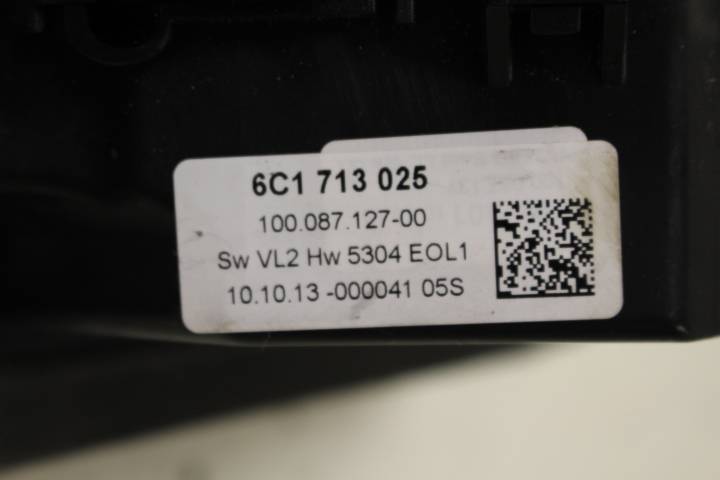 6C1 713 025
100.087.127-00
Sw VL2 Hw 5304 EOL1
10.10.13 -000041 05S